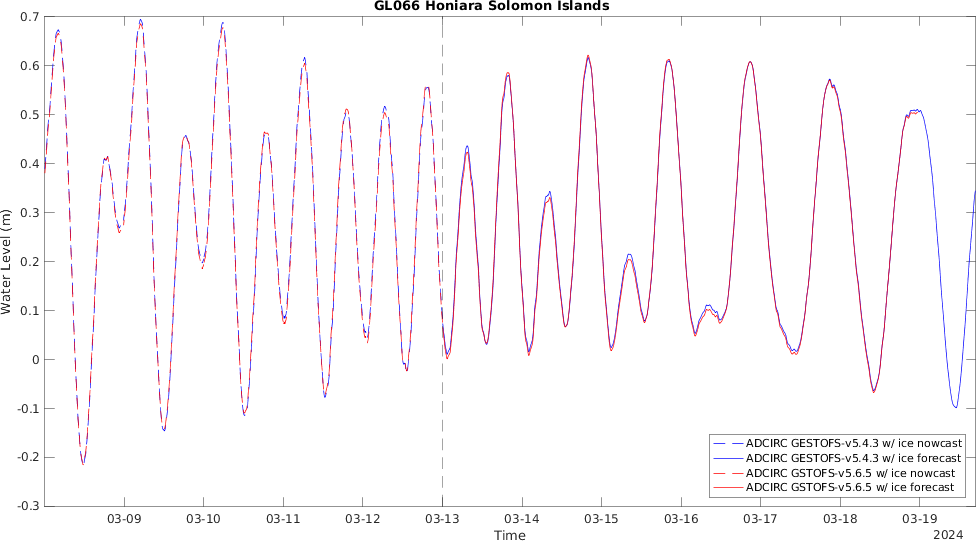 GL066 Honiara Solomon Islands
0.7
0.6
0.5
0.4
0.3
0.2
0.1
0
-0.1
-0.2
-0.3
Water Level (m)
ADCIRC GESTOFS-v5.4.3 w/ ice nowcast
ADCIRC GESTOFS-v5.4.3 w/ ice forecast
ADCIRC GSTOFS-v5.6.5 w/ ice nowcast
ADCIRC GSTOFS-v5.6.5 w/ ice forecast
03-09 03-10 03-11 03-12 03-13 03-14 03-15 03-16 03-17 03-18 03-19
Time
2024